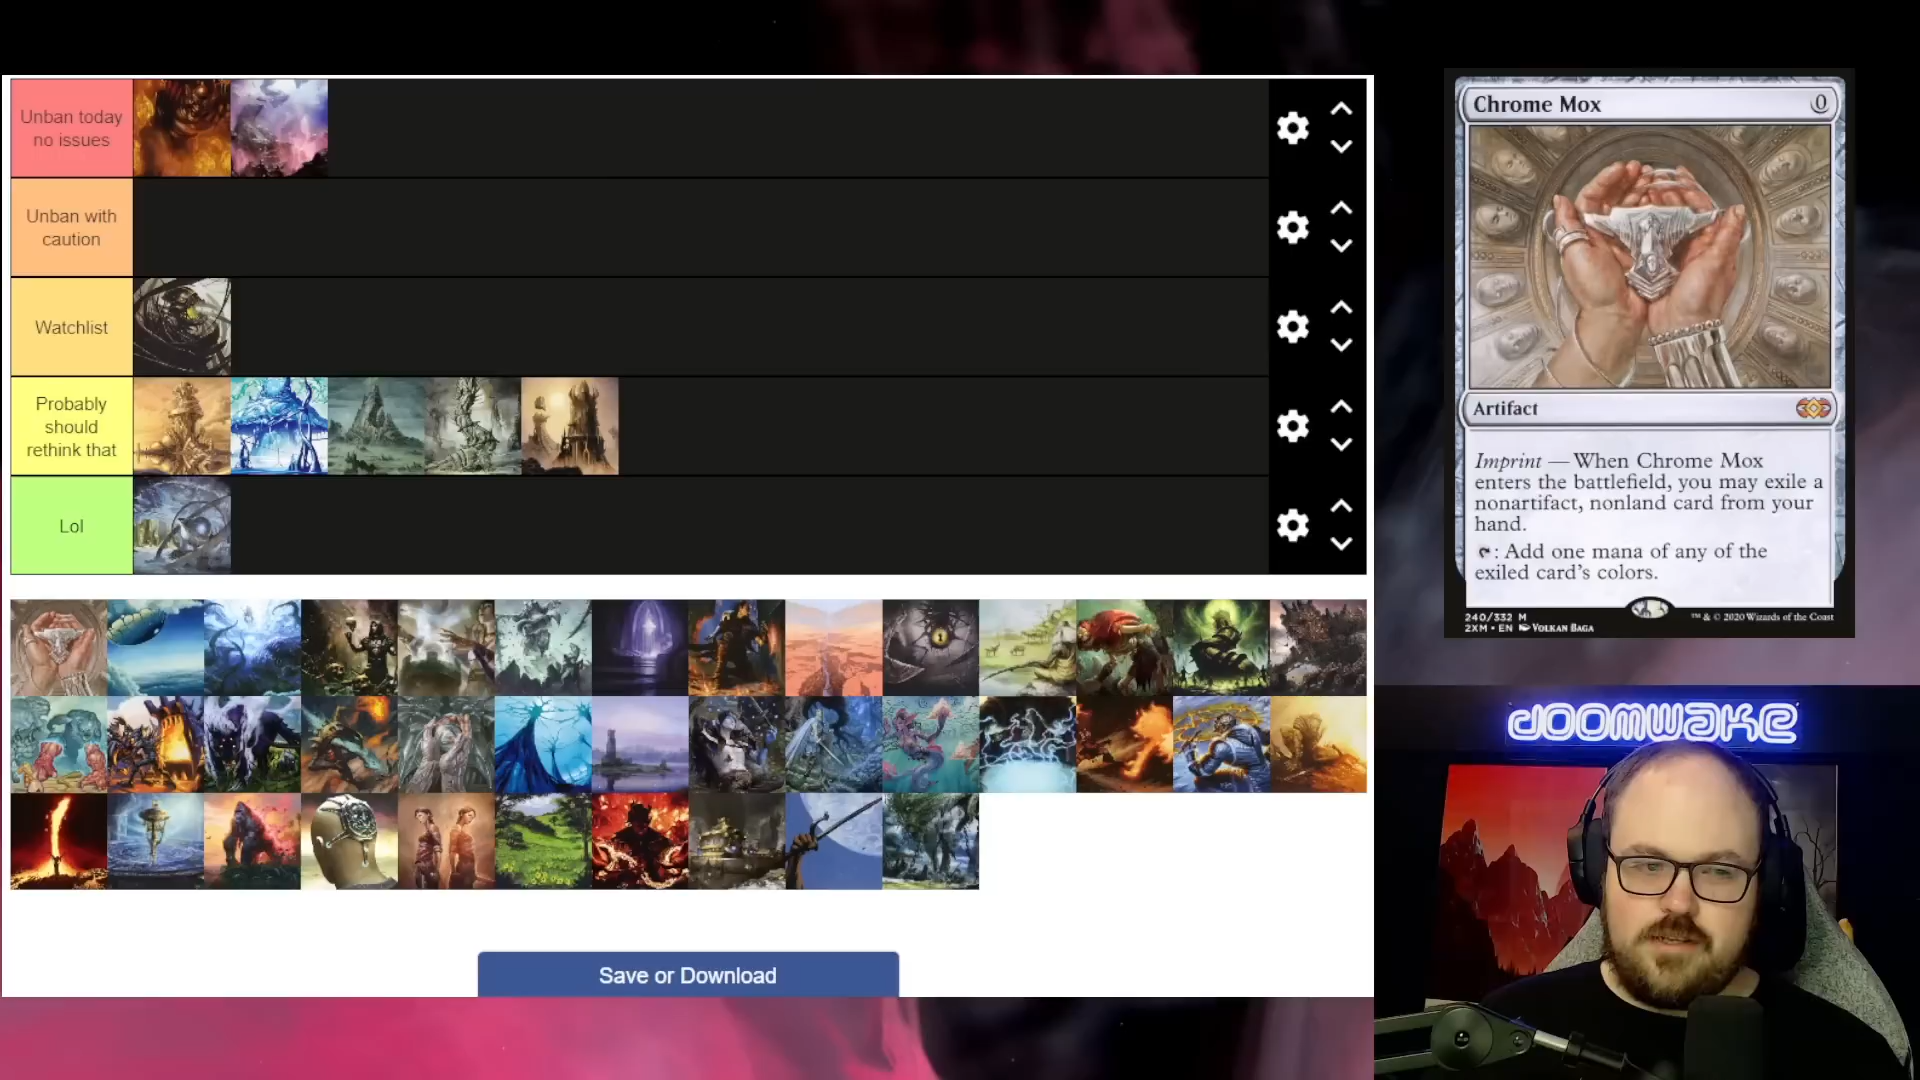 Unban today
no issues
Unban with
caution
Watchlist
Probably
should
rethink that
Lol
Save or Download
Chrome Mox 0
Artifact
Imprint — When Chrome Mox
enters the battlefield, you may exile a
nonartifact, nonland card from your
hand.
: Add one mana of any of the
exiled card's colors.
240/332 M
2XM • EN Volkan Baga
™ & © 2020 Wizards of the Coast
doomwake